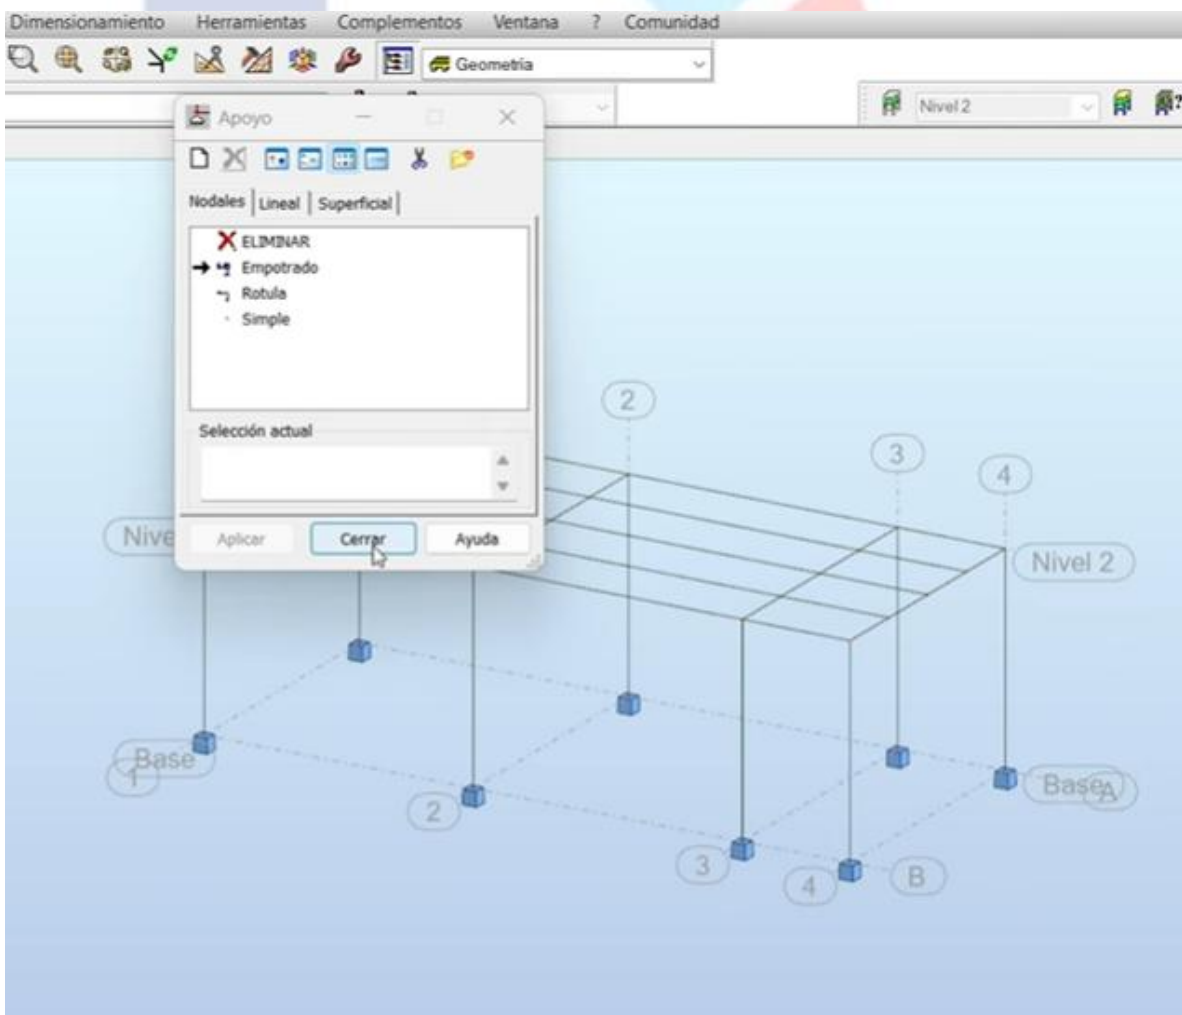 Dimensionamiento Herramientas Complementos Ventana ? Comunidad
Geometría
Nivel 2
?
Apoyo
Nodales Lineal Superficial
ELIMINAR
Empotrado
Rotula
Simple
Selección actual
Aplicar Cerrar Ayuda
2
3
4
Nive
Nivel 2
Base
1
2
3
4
B
Base
A